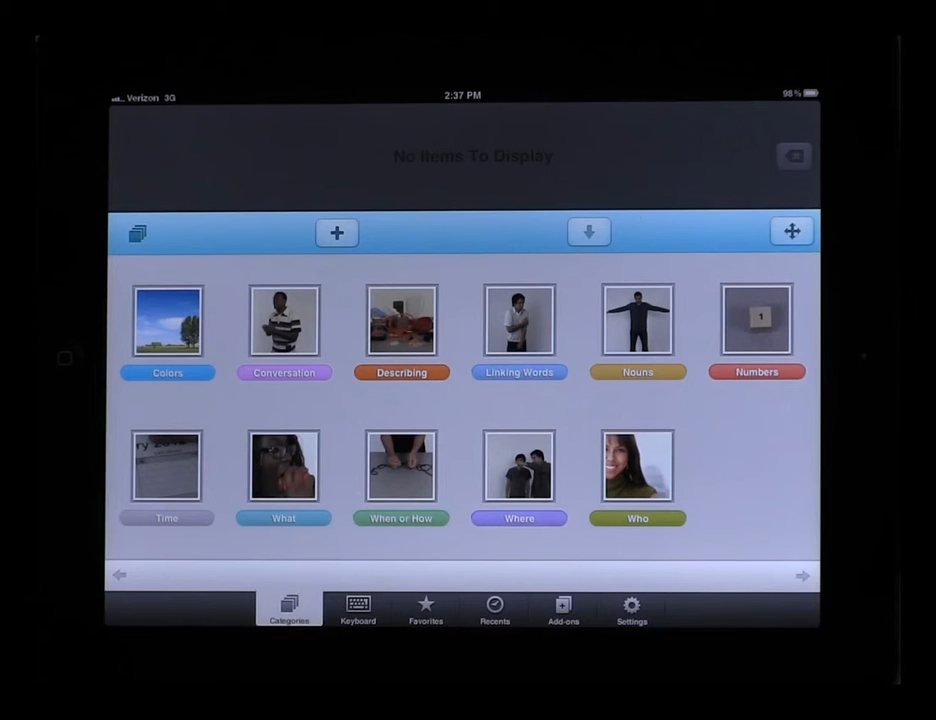 Verizon 3G
2:37 PM
98%
No Items To Display
Colors
Conversation
Describing
Linking Words
Nouns
1
Numbers
Time
What
When or How
Where
Who
Categories
Keyboard
Favorites
Recents
Add-ons
Settings